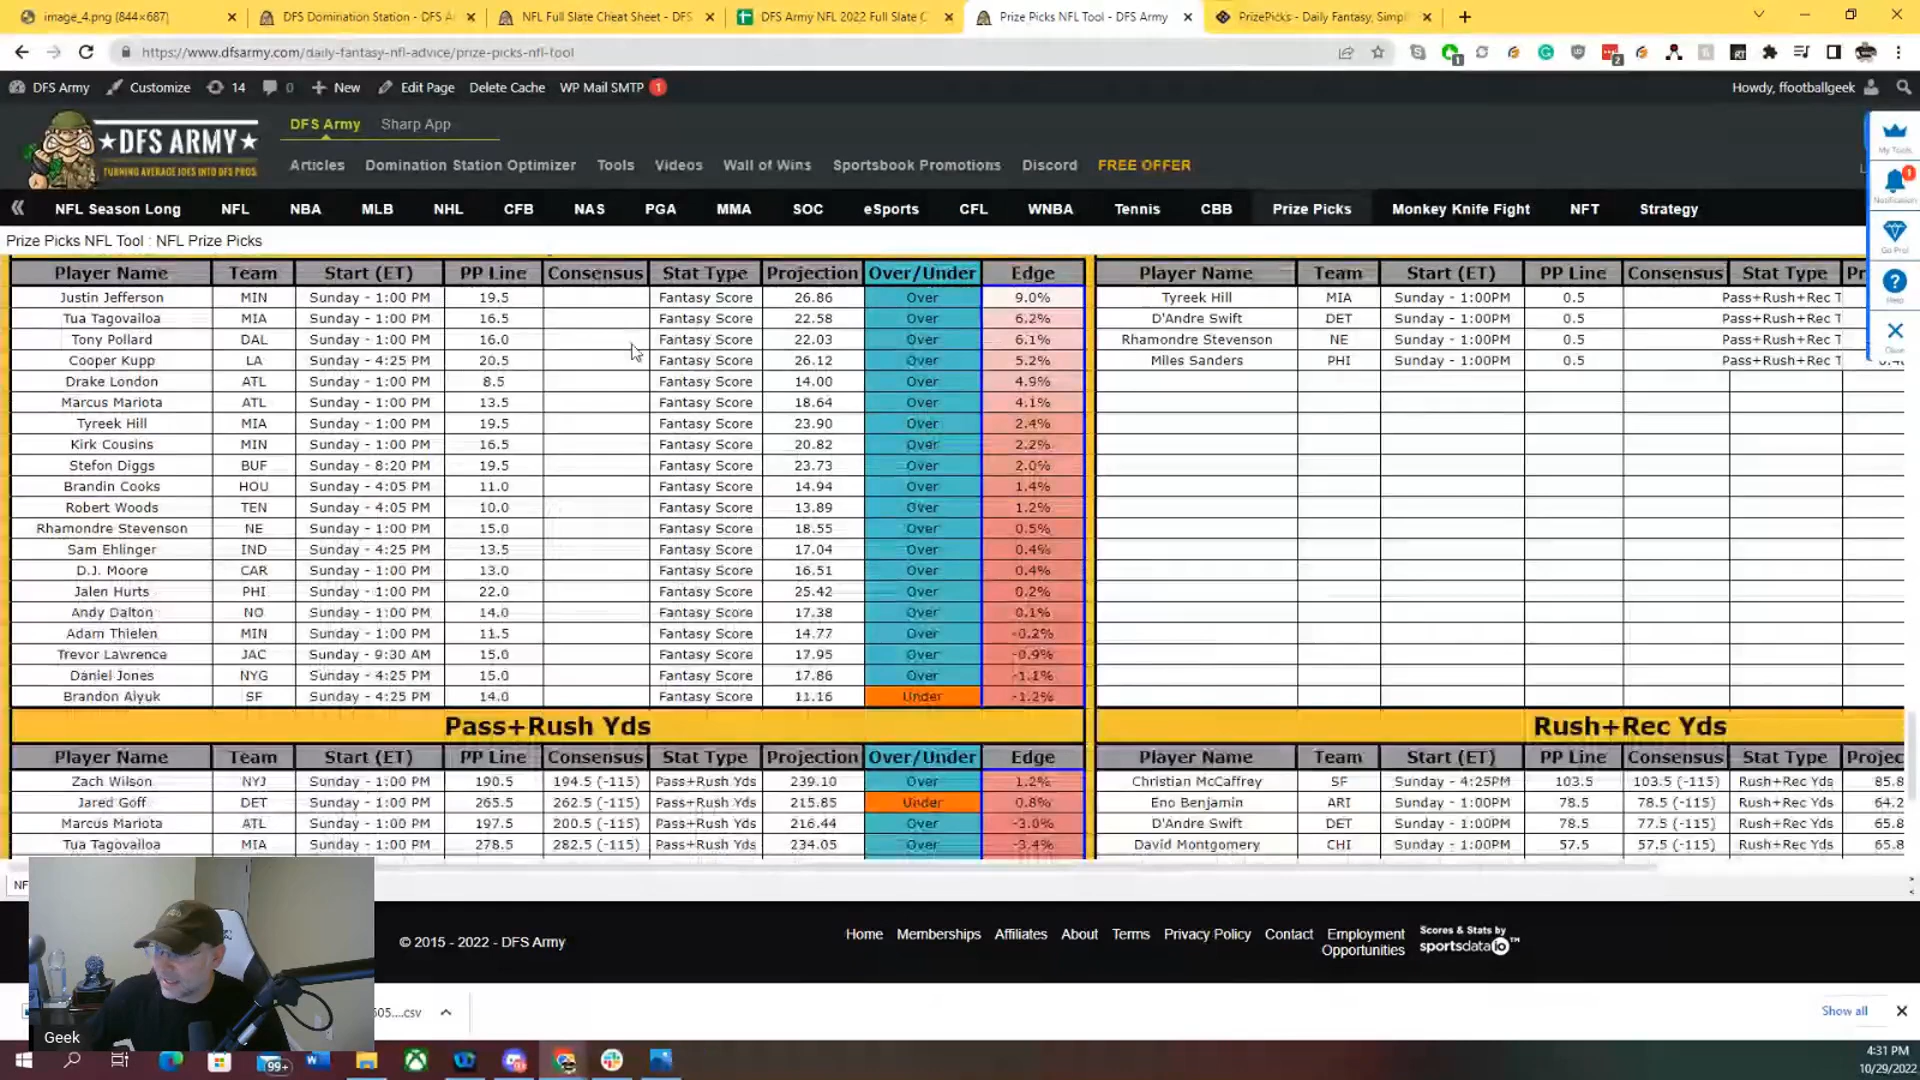 image_4.png (844×687)
DFS Domination Station - DFS A
NFL Full Slate Cheat Sheet - DFS
DFS Army NFL 2022 Full Slate C
Prize Picks NFL Tool - DFS Army
PrizePicks - Daily Fantasy, Simpl
https://www.dfsarmy.com/daily-fantasy-nfl-advice/prize-picks-nfl-tool
DFS Army Customize 14 0 New Edit Page Delete Cache WP Mail SMTP 1 Howdy, ffootballgeek
★DFS ARMY★
TURNING AVERAGE JOES INTO DFS PROS.
DFS Army Sharp App
Articles Domination Station Optimizer Tools Videos Wall of Wins Sportsbook Promotions Discord FREE OFFER
My Tools
Notification
Go Pro!
Help
Close
NFL Season Long NFL NBA MLB NHL CFB NAS PGA MMA SOC eSports CFL WNBA Tennis CBB Prize Picks Monkey Knife Fight NFT Strategy
Prize Picks NFL Tool : NFL Prize Picks
Player Name Team Start (ET) PP Line Consensus Stat Type Projection Over/Under Edge
Justin Jefferson MIN Sunday - 1:00 PM 19.5 Fantasy Score 26.86 Over 9.0%
Tua Tagovailoa MIA Sunday - 1:00 PM 16.5 Fantasy Score 22.58 Over 6.2%
Tony Pollard DAL Sunday - 1:00 PM 16.0 Fantasy Score 22.03 Over 6.1%
Cooper Kupp LA Sunday - 4:25 PM 20.5 Fantasy Score 26.12 Over 5.2%
Drake London ATL Sunday - 1:00 PM 8.5 Fantasy Score 14.00 Over 4.9%
Marcus Mariota ATL Sunday - 1:00 PM 13.5 Fantasy Score 18.64 Over 4.1%
Tyreek Hill MIA Sunday - 1:00 PM 19.5 Fantasy Score 23.90 Over 2.4%
Kirk Cousins MIN Sunday - 1:00 PM 16.5 Fantasy Score 20.82 Over 2.2%
Stefon Diggs BUF Sunday - 8:20 PM 19.5 Fantasy Score 23.73 Over 2.0%
Brandin Cooks HOU Sunday - 4:05 PM 11.0 Fantasy Score 14.94 Over 1.4%
Robert Woods TEN Sunday - 4:05 PM 10.0 Fantasy Score 13.89 Over 1.2%
Rhamondre Stevenson NE Sunday - 1:00 PM 15.0 Fantasy Score 18.55 Over 0.5%
Sam Ehlinger IND Sunday - 4:25 PM 13.5 Fantasy Score 17.04 Over 0.4%
D.J. Moore CAR Sunday - 1:00 PM 13.0 Fantasy Score 16.51 Over 0.4%
Jalen Hurts PHI Sunday - 1:00 PM 22.0 Fantasy Score 25.42 Over 0.2%
Andy Dalton NO Sunday - 1:00 PM 14.0 Fantasy Score 17.38 Over 0.1%
Adam Thielen MIN Sunday - 1:00 PM 11.5 Fantasy Score 14.77 Over -0.2%
Trevor Lawrence JAC Sunday - 9:30 AM 15.0 Fantasy Score 17.95 Over -0.9%
Daniel Jones NYG Sunday - 4:25 PM 15.0 Fantasy Score 17.86 Over -1.1%
Brandon Aiyuk SF Sunday - 4:25 PM 14.0 Fantasy Score 11.16 Under -1.2%
Player Name Team Start (ET) PP Line Consensus Stat Type Pr
Tyreek Hill MIA Sunday - 1:00PM 0.5 Pass+Rush+Rec T
D'Andre Swift DET Sunday - 1:00PM 0.5 Pass+Rush+Rec T
Rhamondre Stevenson NE Sunday - 1:00PM 0.5 Pass+Rush+Rec T
Miles Sanders PHI Sunday - 1:00PM 0.5 Pass+Rush+Rec T
Pass+Rush Yds
Player Name Team Start (ET) PP Line Consensus Stat Type Projection Over/Under Edge
Zach Wilson NYJ Sunday - 1:00 PM 190.5 194.5 (-115) Pass+Rush Yds 239.10 Over 1.2%
Jared Goff DET Sunday - 1:00 PM 265.5 262.5 (-115) Pass+Rush Yds 215.85 Under 0.8%
Marcus Mariota ATL Sunday - 1:00 PM 197.5 200.5 (-115) Pass+Rush Yds 216.44 Over -3.0%
Tua Tagovailoa MIA Sunday - 1:00 PM 278.5 282.5 (-115) Pass+Rush Yds 234.05 Over -3.4%
Rush+Rec Yds
Player Name Team Start (ET) PP Line Consensus Stat Type Projec
Christian McCaffrey SF Sunday - 4:25PM 103.5 103.5 (-115) Rush+Rec Yds 85.8
Eno Benjamin ARI Sunday - 1:00PM 78.5 78.5 (-115) Rush+Rec Yds 64.2
D'Andre Swift DET Sunday - 1:00PM 78.5 77.5 (-115) Rush+Rec Yds 65.8
David Montgomery CHI Sunday - 1:00PM 57.5 57.5 (-115) Rush+Rec Yds 65.8
NF
© 2015 - 2022 - DFS Army
Home Memberships Affiliates About Terms Privacy Policy Contact Employment Opportunities
Scores & Stats by
sportsdataio™
605....csv
Show all
Geek
99+
4:31 PM
10/29/2022